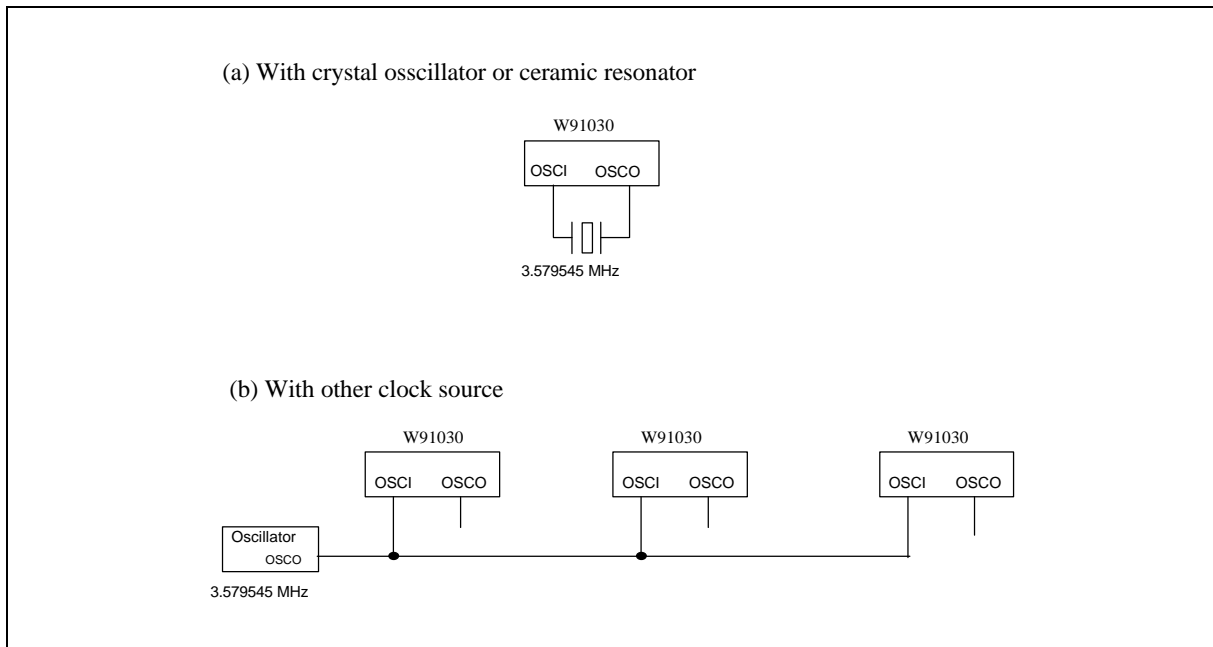 (a) With crystal osscillator or ceramic resonator
W91030
OSCI OSCO
3.579545 MHz
(b) With other clock source
W91030 W91030 W91030
OSCI OSCO OSCI OSCO OSCI OSCO
Oscillator
OSCO
3.579545 MHz